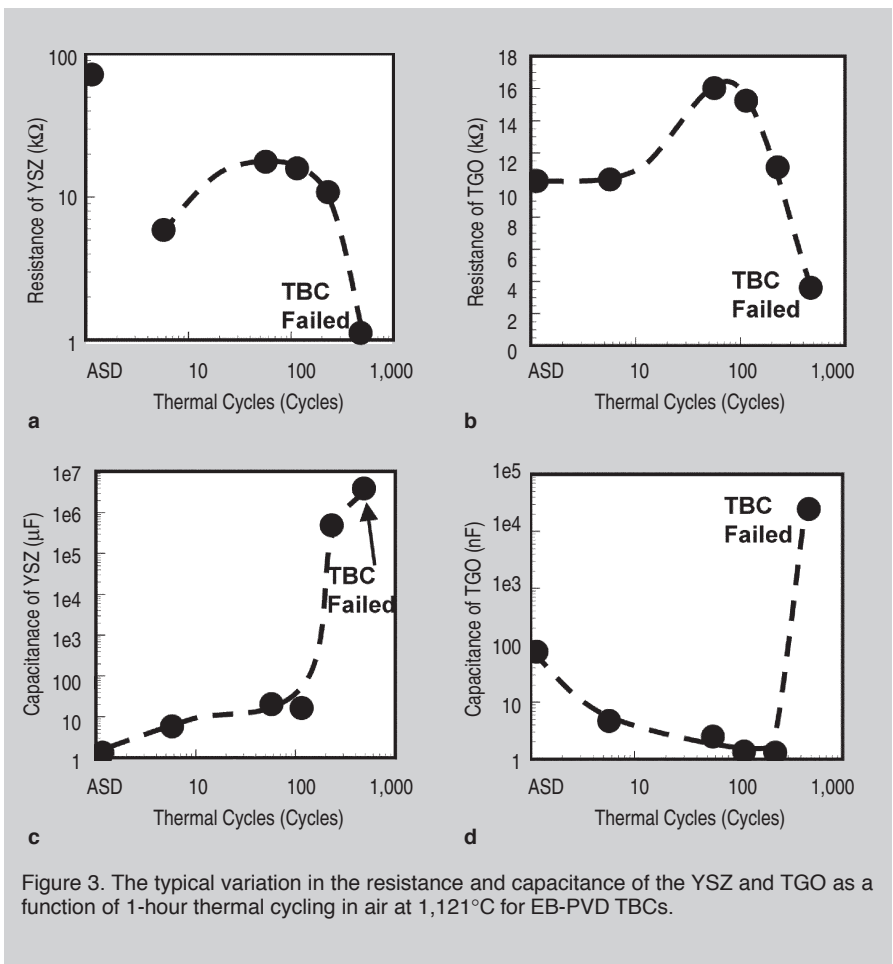 100
10
1
Resistance of YSZ (kΩ)
TBC
Failed
ASD 10 100 1,000
Thermal Cycles (Cycles)
a
18
16
14
12
10
8
6
4
2
0
Resistance of TGO (kΩ)
TBC
Failed
ASD 10 100 1,000
Thermal Cycles (Cycles)
b
1e7
1e6
1e5
1e4
1e3
100
10
1
Capacitanace of YSZ (µF)
TBC
Failed
ASD 10 100 1,000
Thermal Cycles (Cycles)
c
1e5
1e4
1e3
100
10
1
Capacitance of TGO (nF)
TBC
Failed
ASD 10 100 1,000
Thermal Cycles (Cycles)
d
Figure 3. The typical variation in the resistance and capacitance of the YSZ and TGO as a
function of 1-hour thermal cycling in air at 1,121°C for EB-PVD TBCs.